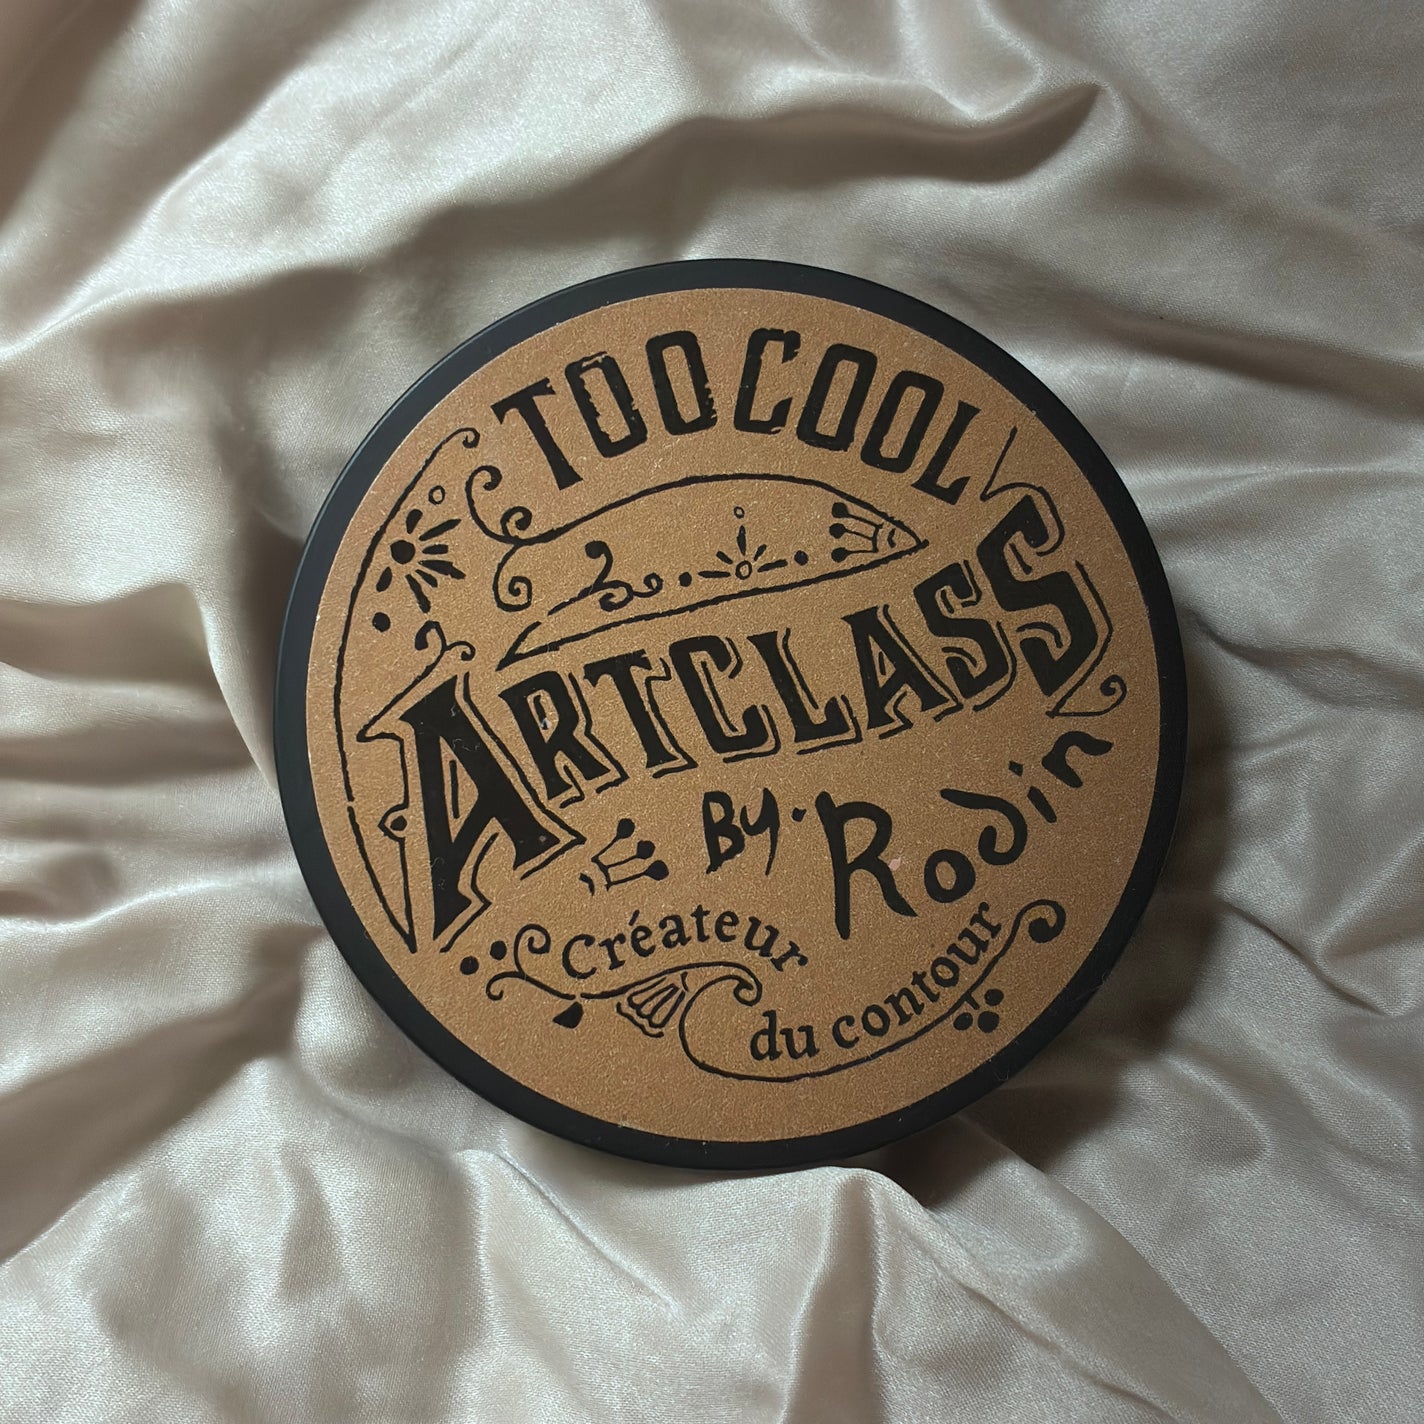 TOO COOL
ARTCLASS
By. Rodin
Créateur
du contour